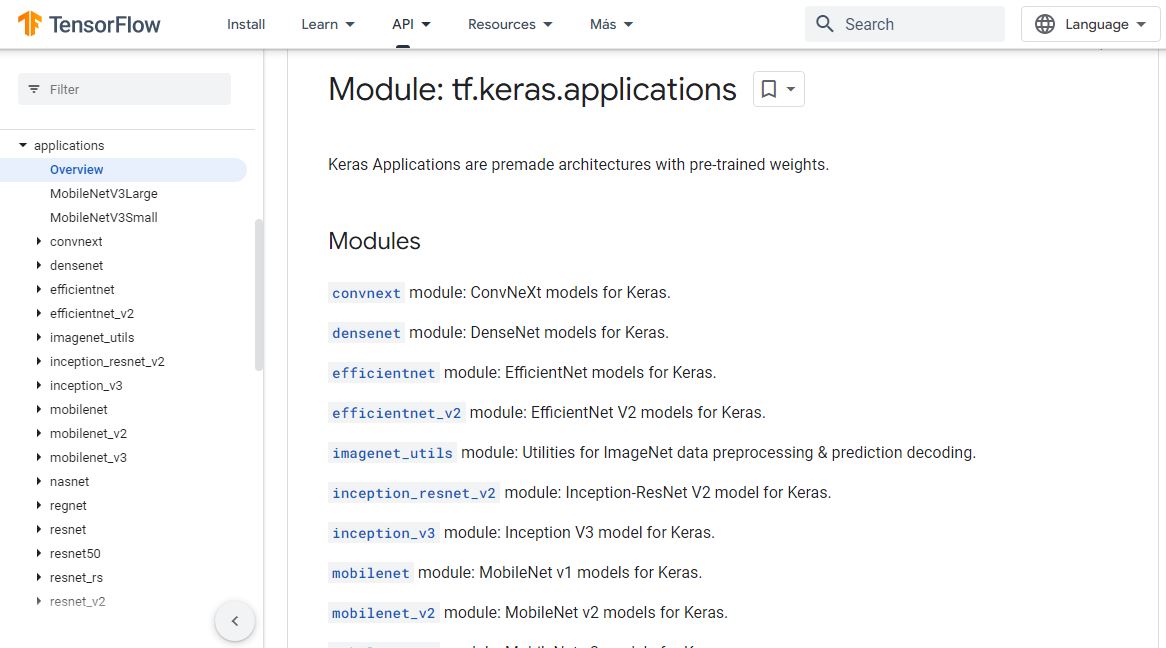 TensorFlow
Install
Learn
API
Resources
Más
Search
Language
Filter
applications
Overview
MobileNetV3Large
MobileNetV3Small
convnext
densenet
efficientnet
efficientnet_v2
imagenet_utils
inception_resnet_v2
inception_v3
mobilenet
mobilenet_v2
mobilenet_v3
nasnet
regnet
resnet
resnet50
resnet_rs
resnet_v2
Module: tf.keras.applications
Keras Applications are premade architectures with pre-trained weights.
Modules
convnext module: ConvNeXt models for Keras.
densenet module: DenseNet models for Keras.
efficientnet module: EfficientNet models for Keras.
efficientnet_v2 module: EfficientNet V2 models for Keras.
imagenet_utils module: Utilities for ImageNet data preprocessing & prediction decoding.
inception_resnet_v2 module: Inception-ResNet V2 model for Keras.
inception_v3 module: Inception V3 model for Keras.
mobilenet module: MobileNet v1 models for Keras.
mobilenet_v2 module: MobileNet v2 models for Keras.